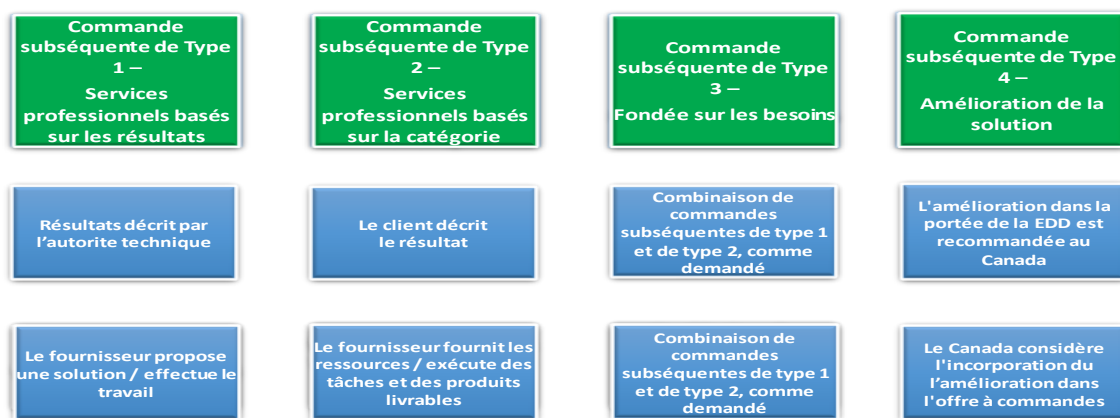 Commande
subséquente de Type
1 –
Services
professionnels basés
sur les résultats
Commande
subséquente de Type
2 –
Services
professionnels basés
sur la catégorie
Commande
subséquente de Type
3 –
Fondée sur les besoins
Commande
subséquente de Type
4 –
Amélioration de la
solution
Résultats décrit par
l’autorite technique
Le client décrit
le résultat
Combinaison de
commandes
subséquentes de type 1
et de type 2, comme
demandé
L'amélioration dans la
portée de la EDD est
recommandée au
Canada
Le fournisseur propose
une solution / effectue le
travail
Le fournisseur fournit les
ressources / exécute des
tâches et des produits
livrables
Combinaison de
commandes
subséquentes de type 1
et de type 2, comme
demandé
Le Canada considère
l'incorporation du
l’amélioration dans
l'offre à commandes